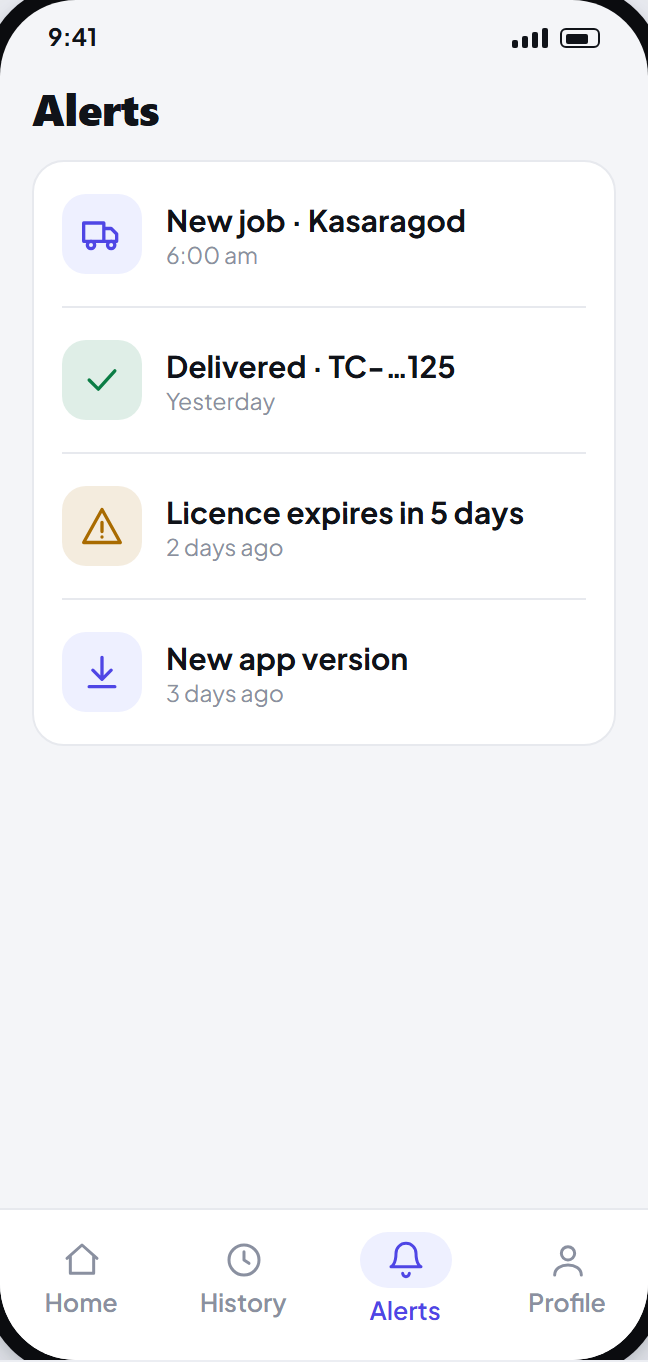 9:41
Alerts
New job · Kasaragod
6:00 am
Delivered · TC-…125
Yesterday
Licence expires in 5 days
2 days ago
New app version
3 days ago
Home
History
Alerts
Profile